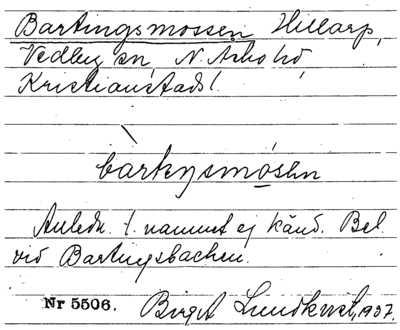 Bartingsmossen Hillarp,
Vedby sn, N. Åsbo hd
Kristianstads l.
bàrtiŋsmòsen
Anledn. t. namnet ej känd. Bel.
vid Bartingsbacken.
Nr 5506. Birgit Lundkvist, 1937.